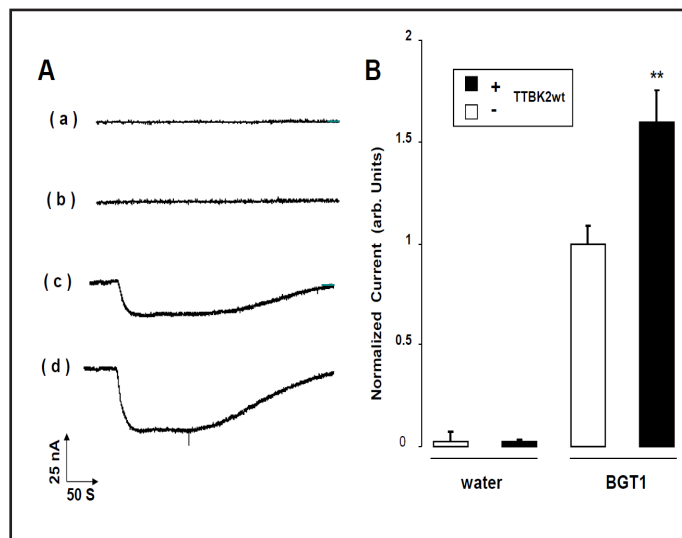 A
(a)
(b)
(c)
(d)
25 nA
50 S
B
Normalized Current (arb. Units)
2
1.5
1
0.5
0
+ TTBK2wt
-
**
water
BGT1